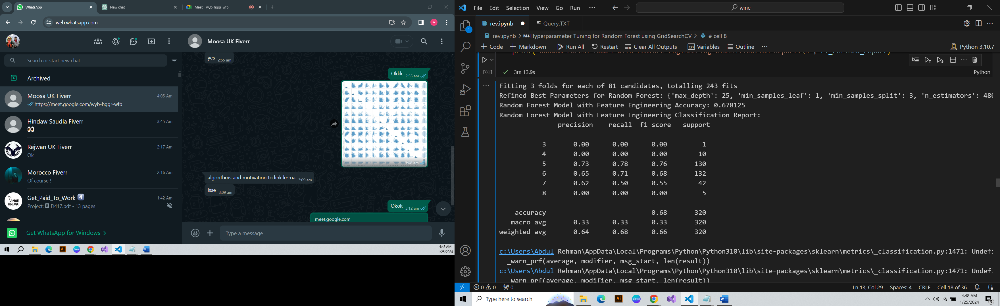 WhatsApp
New chat
Meet - wyb-hggr-wfb
web.whatsapp.com
A
Moosa UK Fiverr
Search or start new chat
Archived
Moosa UK Fiverr 4:05 Am
https://meet.google.com/wyb-hggr-wfb
Hindaw Saudia Fiverr 3:45 Am
👀
Rejwan UK Fiverr 2:17 Am
Ok
Morocco Fiverr 2:16 Am
Of course !
Get_Paid_To_Work 4️⃣ 1:42 Am
Project: D417.pdf • 13 pages
ONLINE
Get WhatsApp for Windows >
yes 2:55 am
Okkk 2:55 am
3:08 am
algorithms and motivation to link kerna 3:09 am
isse 3:09 am
Okok 3:12 am
meet.google.com
Type a message
4:48 AM
1/25/2024
File Edit Selection View Go Run ...
wine
rev.ipynb
Query.TXT
1
rev.ipynb > M↓Hyperparameter Tuning for Random Forest using GridSearchCV > # cell 8
+ Code + Markdown Run All Restart Clear All Outputs Variables Outline ...
Python 3.10.7
print("Random Forest Model with Feature Engineering Classification Report:\n", rf_refined_report)
[81] 3m 13.9s
Python
Fitting 3 folds for each of 81 candidates, totalling 243 fits
Refined Best Parameters for Random Forest: {'max_depth': 25, 'min_samples_leaf': 1, 'min_samples_split': 3, 'n_estimators': 480
Random Forest Model with Feature Engineering Accuracy: 0.678125
Random Forest Model with Feature Engineering Classification Report:
precision recall f1-score support
3 0.00 0.00 0.00 1
4 0.00 0.00 0.00 10
5 0.73 0.78 0.76 130
6 0.65 0.71 0.68 132
7 0.62 0.50 0.55 42
8 0.00 0.00 0.00 5
accuracy 0.68 320
macro avg 0.33 0.33 0.33 320
weighted avg 0.64 0.68 0.66 320
c:\Users\Abdul Rehman\AppData\Local\Programs\Python\Python310\lib\site-packages\sklearn\metrics\_classification.py:1471: Undefi
_warn_prf(average, modifier, msg_start, len(result))
c:\Users\Abdul Rehman\AppData\Local\Programs\Python\Python310\lib\site-packages\sklearn\metrics\_classification.py:1471: Undefi
_warn_prf(average, modifier, msg_start, len(result))
0 0 0
Ln 13, Col 29 Spaces: 4 CRLF Cell 18 of 36
Type here to search
4:48 AM
1/25/2024
3